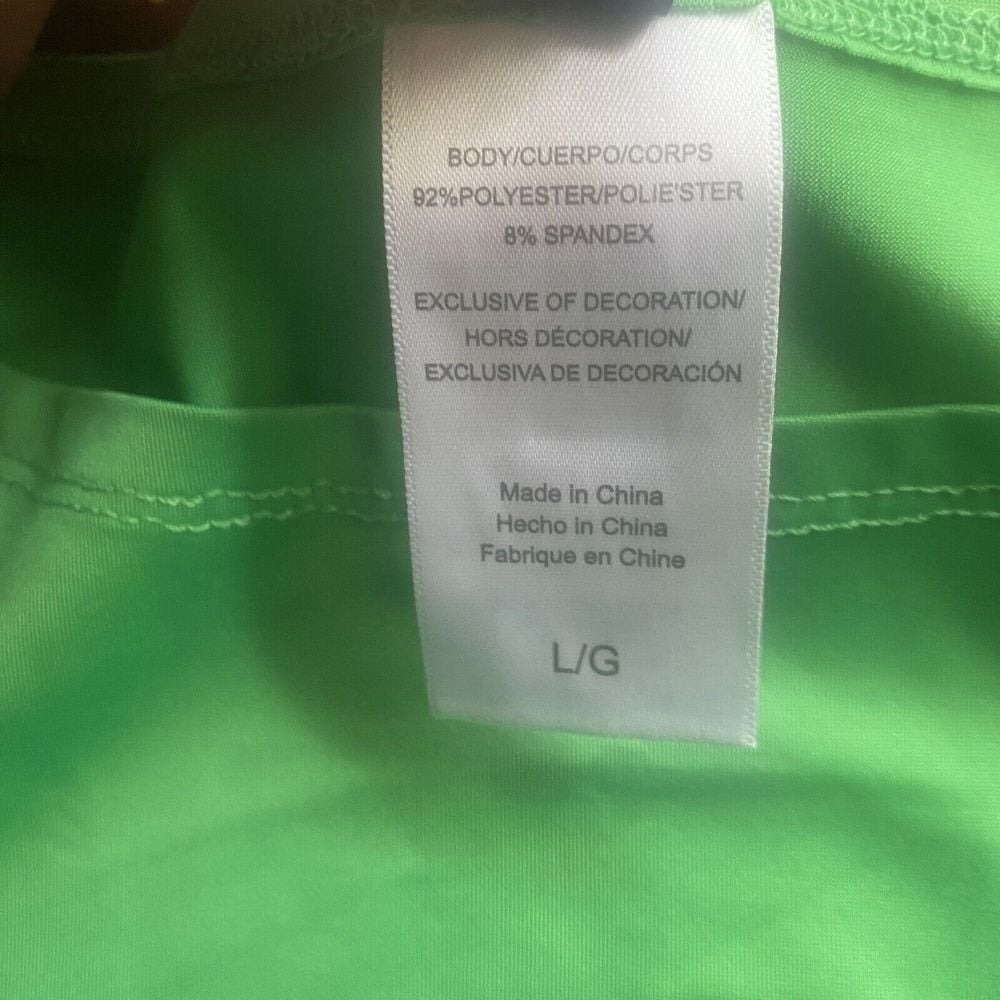 BODY/CUERPO/CORPS
92%POLYESTER/POLIE'STER
8% SPANDEX
EXCLUSIVE OF DECORATION/
HORS DÉCORATION/
EXCLUSIVA DE DECORACIÓN
Made in China
Hecho in China
Fabrique en Chine
L/G